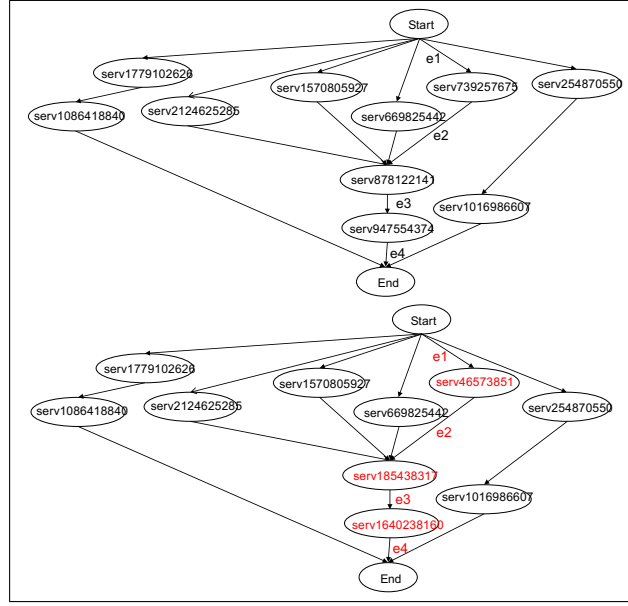 Start
e1
serv1779102626
serv1570805927
serv739257675
serv254870550
serv1086418840
serv2124625285
serv669825442
e2
serv878122141
e3
serv1016986607
serv947554374
e4
End
Start
e1
serv1779102626
serv1570805927
serv46573851
serv1086418840
serv2124625285
serv669825442
serv254870550
e2
serv185438317
e3
serv1016986607
serv1640238160
e4
End